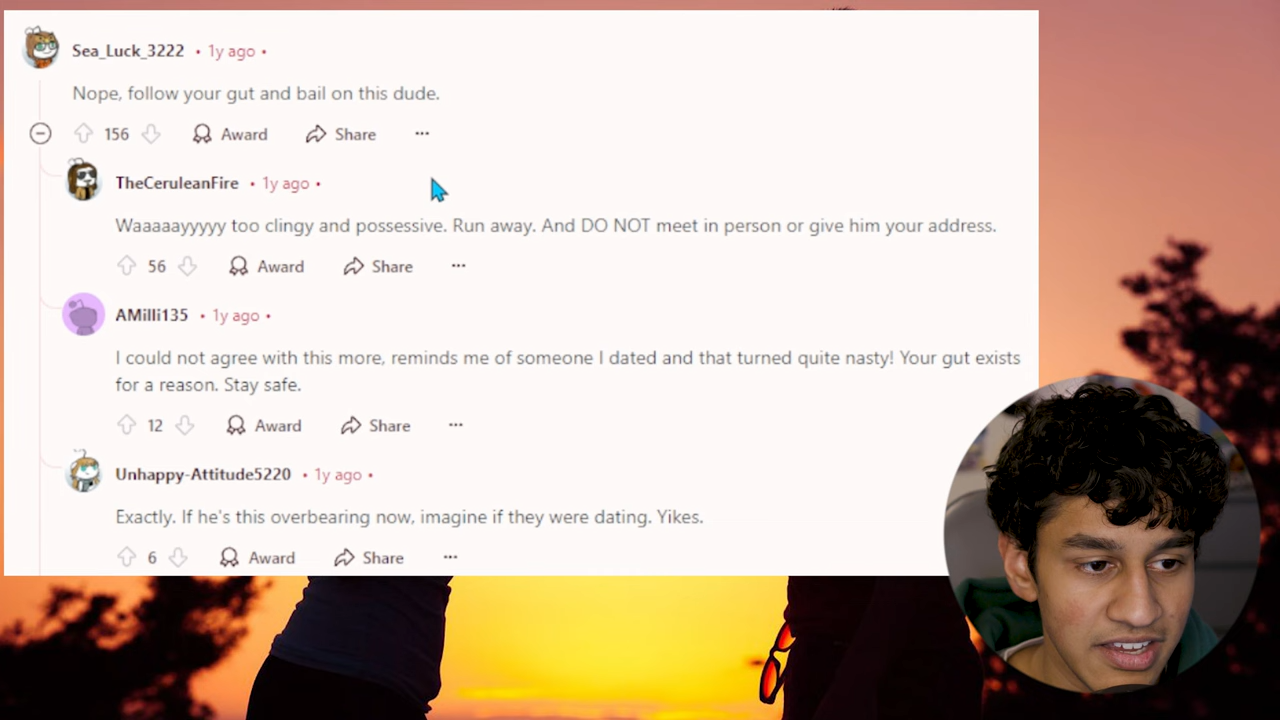 Sea_Luck_3222 • 1y ago •
Nope, follow your gut and bail on this dude.
156 Award Share ...
TheCeruleanFire • 1y ago •
Waaaaayyyyy too clingy and possessive. Run away. And DO NOT meet in person or give him your address.
56 Award Share ...
AMilli135 • 1y ago •
I could not agree with this more, reminds me of someone I dated and that turned quite nasty! Your gut exists
for a reason. Stay safe.
12 Award Share ...
Unhappy-Attitude5220 • 1y ago •
Exactly. If he's this overbearing now, imagine if they were dating. Yikes.
6 Award Share ...